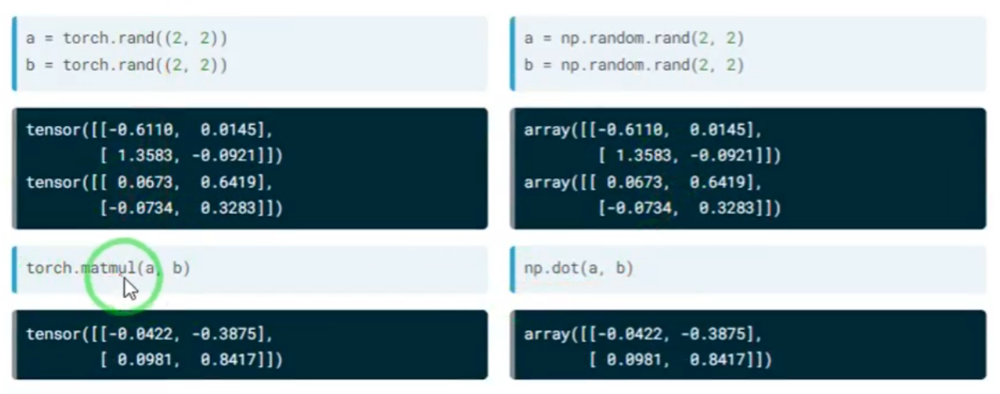 a = torch.rand((2, 2))
b = torch.rand((2, 2))
tensor([[-0.6110,  0.0145],
        [ 1.3583, -0.0921]])
tensor([[ 0.0673,  0.6419],
        [-0.0734,  0.3283]])
torch.matmul(a, b)
tensor([[-0.0422, -0.3875],
        [ 0.0981,  0.8417]])
a = np.random.rand(2, 2)
b = np.random.rand(2, 2)
array([[-0.6110,  0.0145],
        [ 1.3583, -0.0921]])
array([[ 0.0673,  0.6419],
        [-0.0734,  0.3283]])
np.dot(a, b)
array([[-0.0422, -0.3875],
       [ 0.0981,  0.8417]])